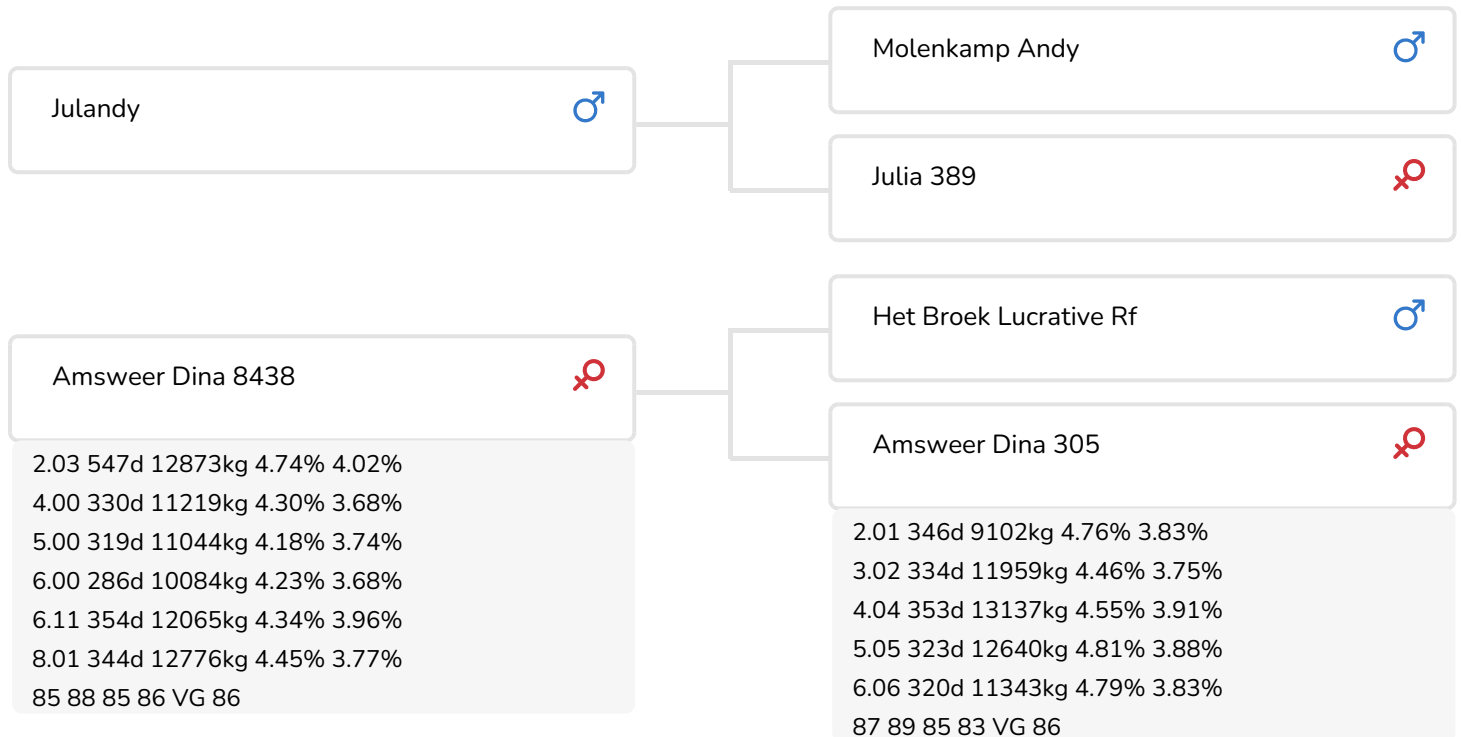 Molenkamp Andy
Julandy
Julia 389
Het Broek Lucrative Rf
Amsweer Dina 8438
2.03 547d 12873kg 4.74% 4.02%
4.00 330d 11219kg 4.30% 3.68%
5.00 319d 11044kg 4.18% 3.74%
6.00 286d 10084kg 4.23% 3.68%
6.11 354d 12065kg 4.34% 3.96%
8.01 344d 12776kg 4.45% 3.77%
85 88 85 86 VG 86
Amsweer Dina 305
2.01 346d 9102kg 4.76% 3.83%
3.02 334d 11959kg 4.46% 3.75%
4.04 353d 13137kg 4.55% 3.91%
5.05 323d 12640kg 4.81% 3.88%
6.06 320d 11343kg 4.79% 3.83%
87 89 85 83 VG 86